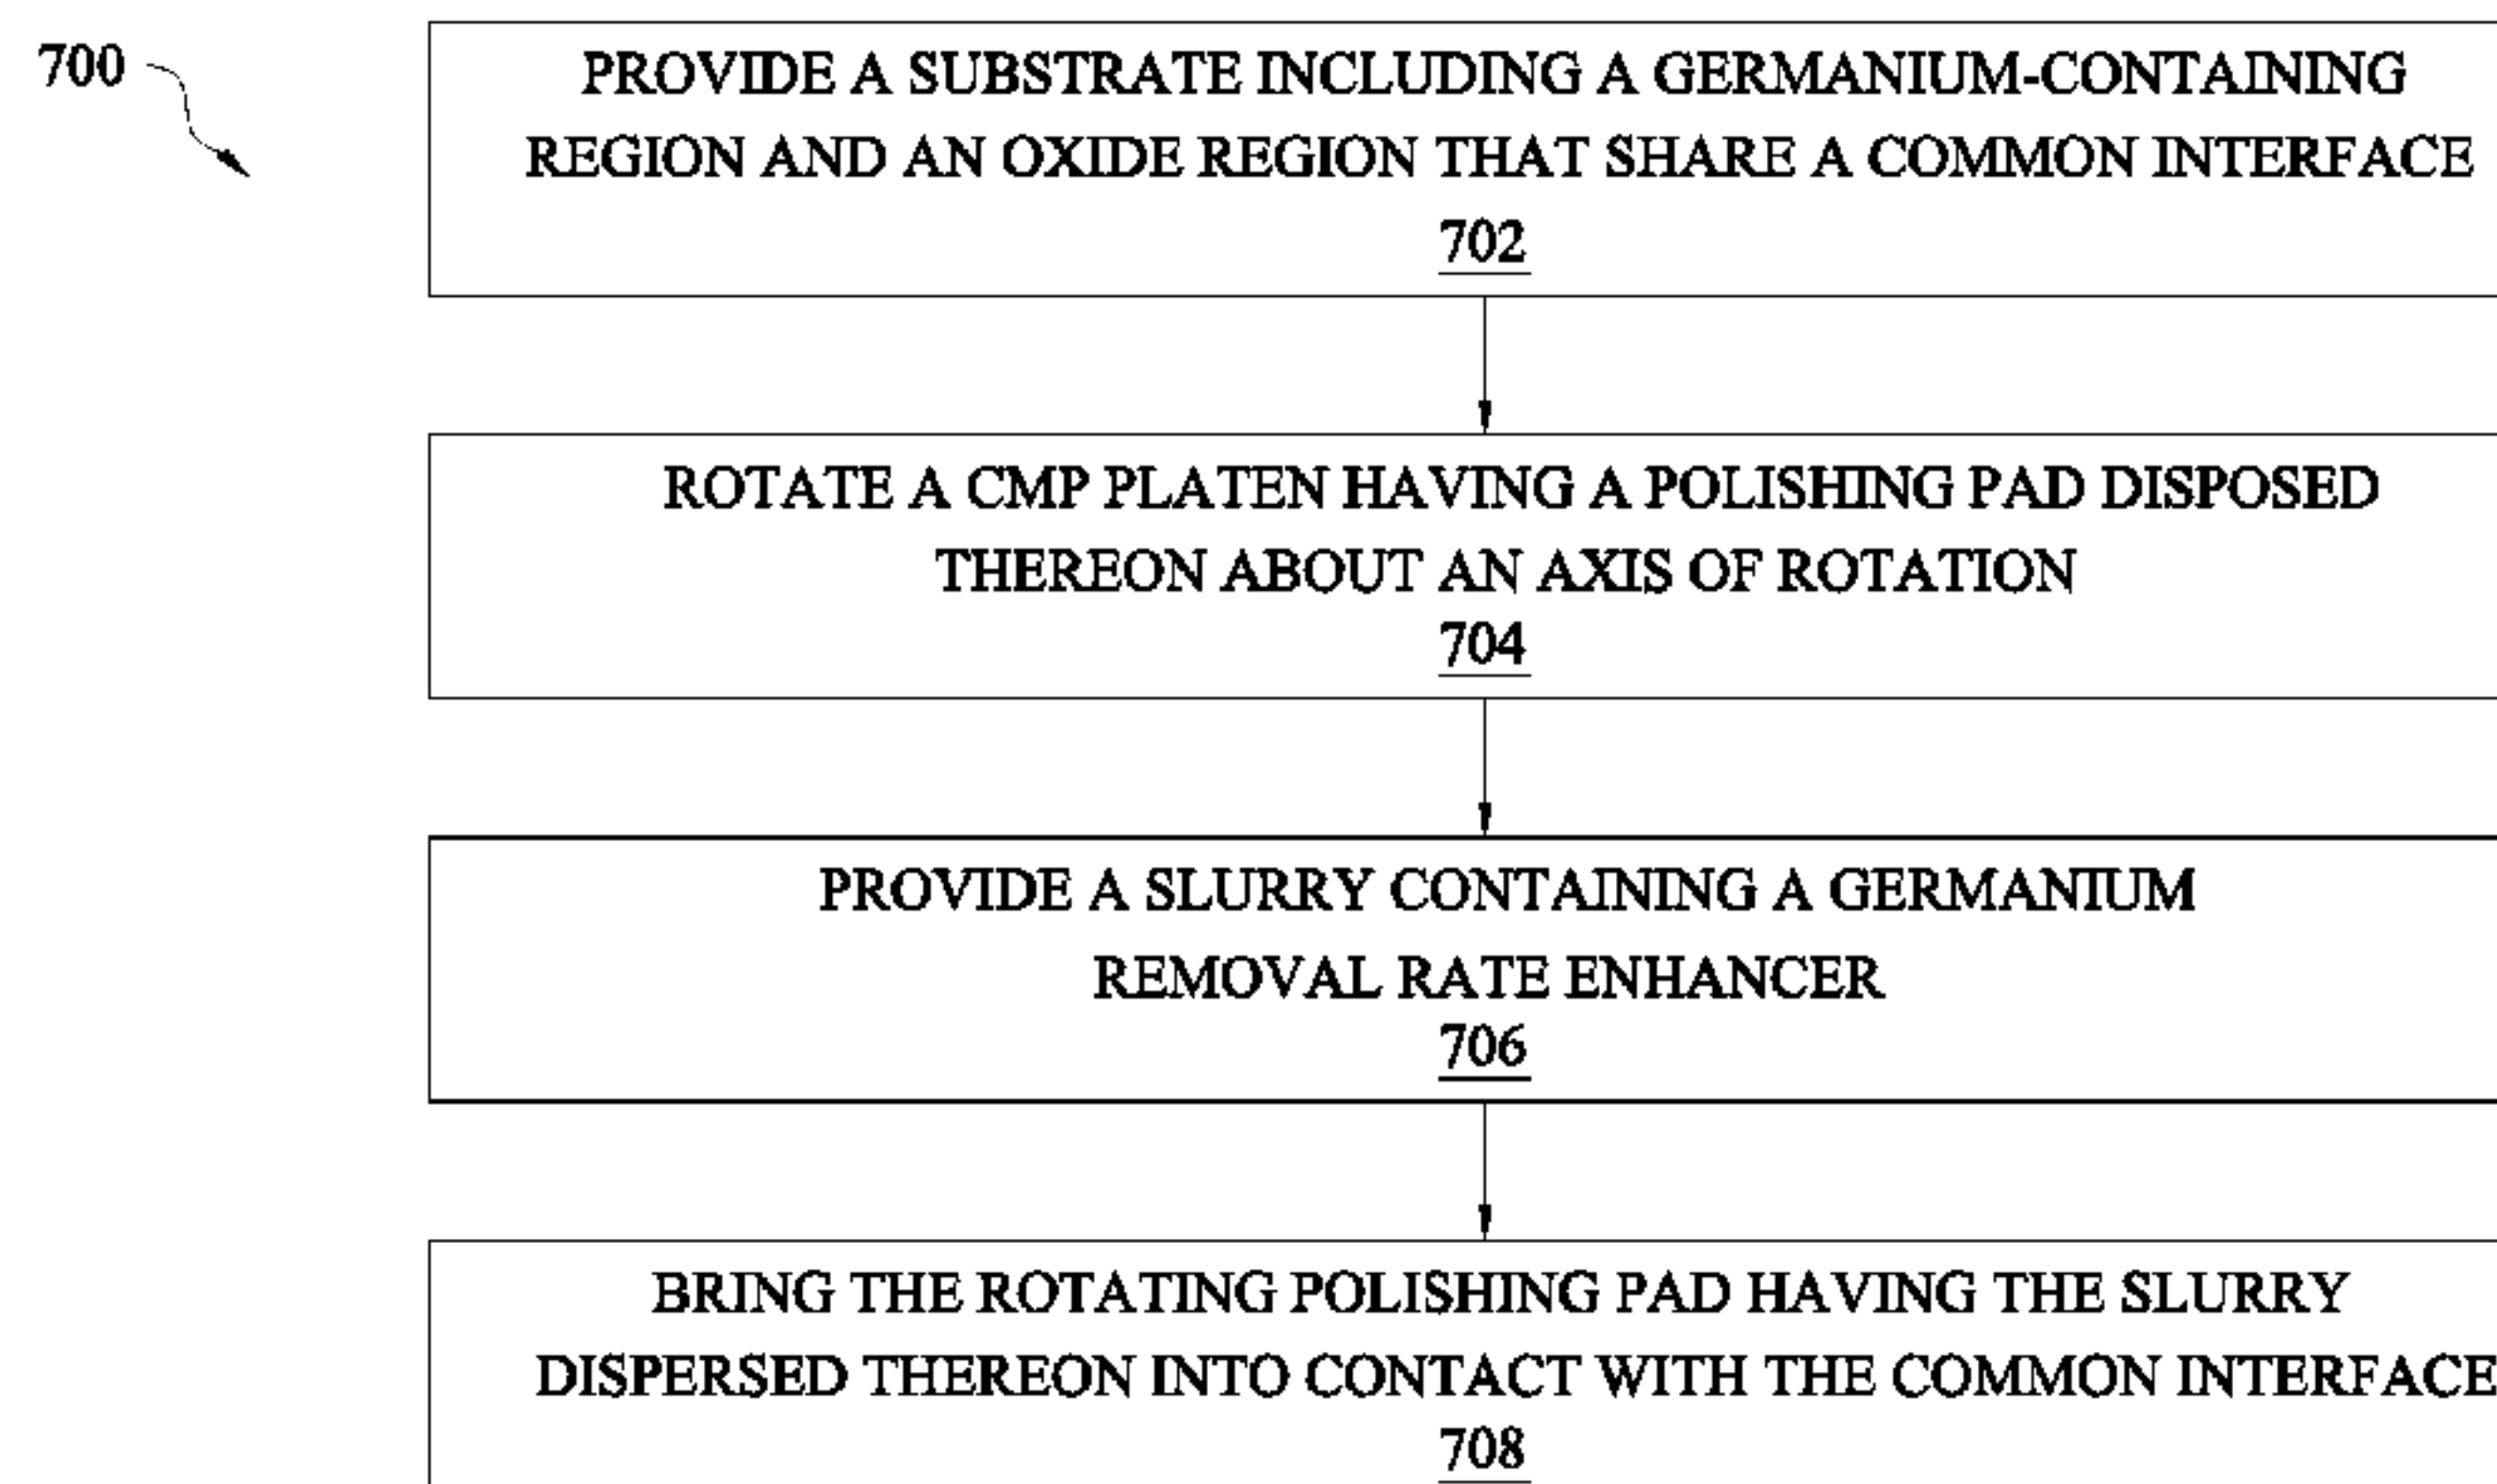 700
PROVIDE A SUBSTRATE INCLUDING A GERMANIUM-CONTAINING
REGION AND AN OXIDE REGION THAT SHARE A COMMON INTERFACE
702
ROTATE A CMP PLATEN HAVING A POLISHING PAD DISPOSED
THEREON ABOUT AN AXIS OF ROTATION
704
PROVIDE A SLURRY CONTAINING A GERMANIUM
REMOVAL RATE ENHANCER
706
BRING THE ROTATING POLISHING PAD HAVING THE SLURRY
DISPERSED THEREON INTO CONTACT WITH THE COMMON INTERFACE
708